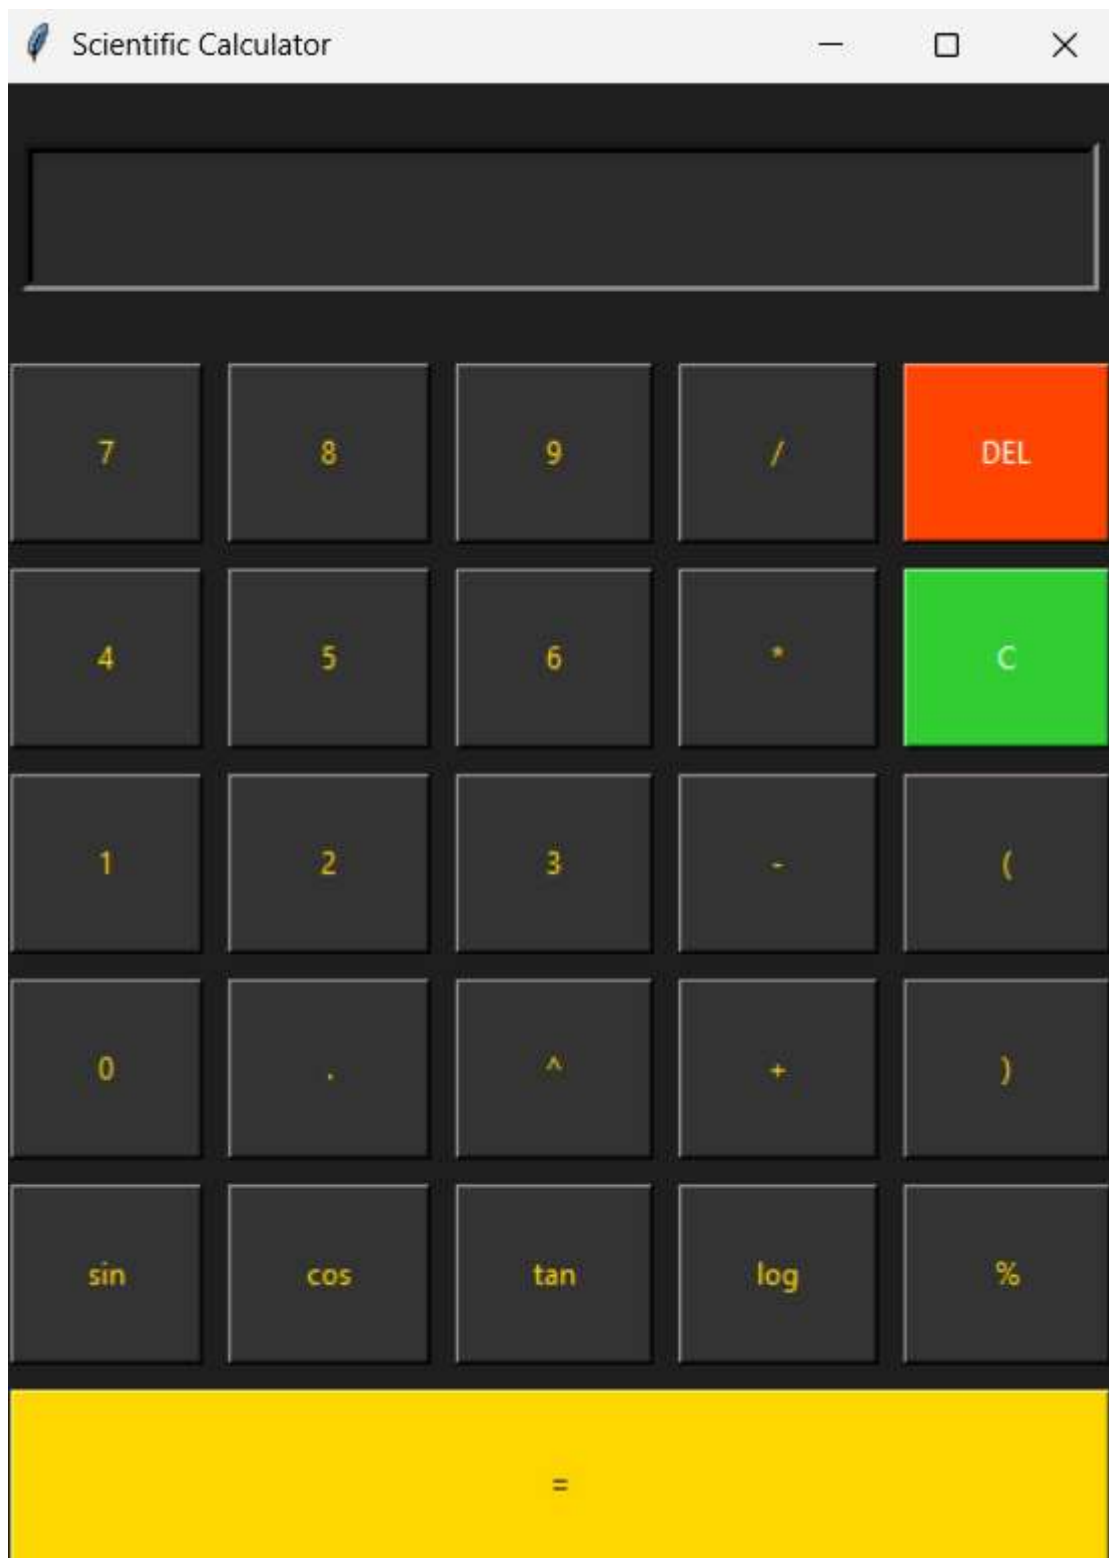 Scientific Calculator
7 8 9 / DEL
4 5 6 * C
1 2 3 - (
0 . ^ + )
sin cos tan log %
=